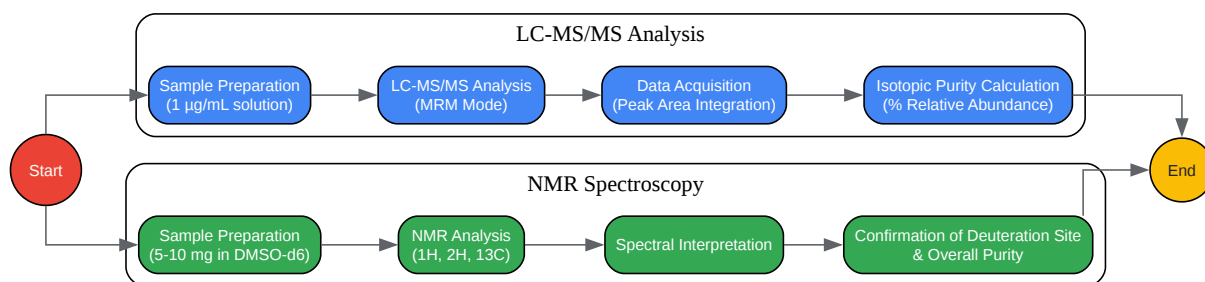 LC-MS/MS Analysis
Sample Preparation
(1 µg/mL solution)
LC-MS/MS Analysis
(MRM Mode)
Data Acquisition
(Peak Area Integration)
Isotopic Purity Calculation
(% Relative Abundance)
Start
End
NMR Spectroscopy
Sample Preparation
(5-10 mg in DMSO-d6)
NMR Analysis
(1H, 2H, 13C)
Spectral Interpretation
Confirmation of Deuteration Site
& Overall Purity